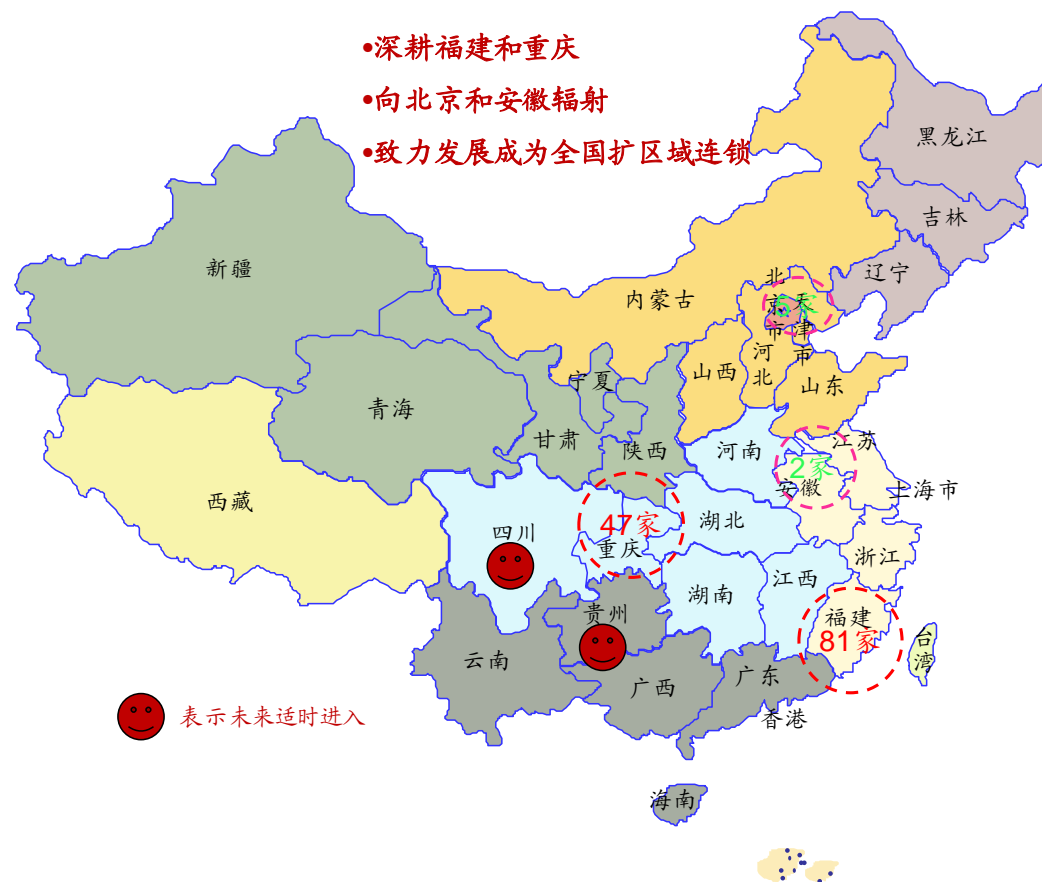 •深耕福建和重庆
•向北京和安徽辐射
•致力发展成为全国扩区域连锁
黑龙江
吉林
辽宁
新疆
内蒙古
北京市
天津市
河北
山西
山东
宁夏
青海
甘肃
陕西
河南
江苏
2家
安徽
上海市
西藏
四川
47家
重庆
湖北
浙江
湖南
江西
贵州
福建
81家
台湾
云南
广西
广东
香港
表示未来适时进入
海南